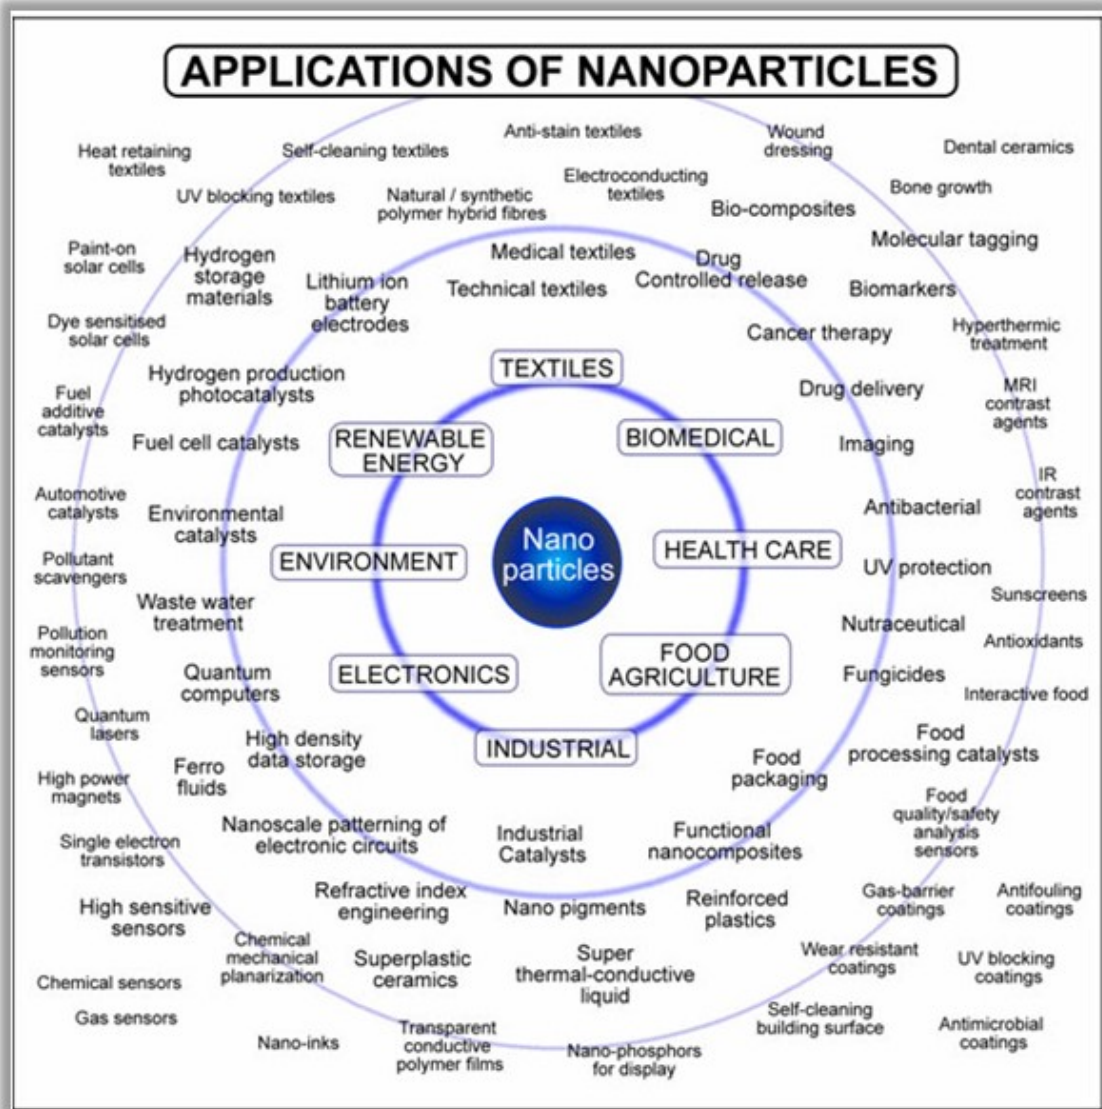 APPLICATIONS OF NANOPARTICLES
Anti-stain textiles
Wound
dressing
Heat retaining
textiles
Self-cleaning textiles
Dental ceramics
UV blocking textiles
Natural / synthetic
polymer hybrid fibres
Electroconducting
textiles
Bone growth
Bio-composites
Paint-on
solar cells
Hydrogen
storage
materials
Medical textiles
Drug
Controlled release
Molecular tagging
Lithium ion
battery
electrodes
Technical textiles
Biomarkers
Dye sensitised
solar cells
Cancer therapy
Hyperthermic
treatment
TEXTILES
Hydrogen production
photocatalysts
Drug delivery
MRI
contrast
agents
Fuel
additive
catalysts
Fuel cell catalysts
RENEWABLE
ENERGY
BIOMEDICAL
Imaging
IR
contrast
agents
Automotive
catalysts
Environmental
catalysts
Antibacterial
Nano
particles
ENVIRONMENT
HEALTH CARE
Pollutant
scavengers
UV protection
Sunscreens
Waste water
treatment
Nutraceutical
Antioxidants
Pollution
monitoring
sensors
Quantum
computers
ELECTRONICS
FOOD
AGRICULTURE
Fungicides
Interactive food
Quantum
lasers
High density
data storage
INDUSTRIAL
Food
processing catalysts
Ferro
fluids
Food
packaging
High power
magnets
Food
quality/safety
analysis
sensors
Nanoscale patterning of
electronic circuits
Industrial
Catalysts
Functional
nanocomposites
Single electron
transistors
Refractive index
engineering
Nano pigments
Reinforced
plastics
Gas-barrier
coatings
Antifouling
coatings
High sensitive
sensors
Chemical
mechanical
planarization
Superplastic
ceramics
Super
thermal-conductive
liquid
Wear resistant
coatings
UV blocking
coatings
Chemical sensors
Gas sensors
Self-cleaning
building surface
Antimicrobial
coatings
Nano-inks
Transparent
conductive
polymer films
Nano-phosphors
for display